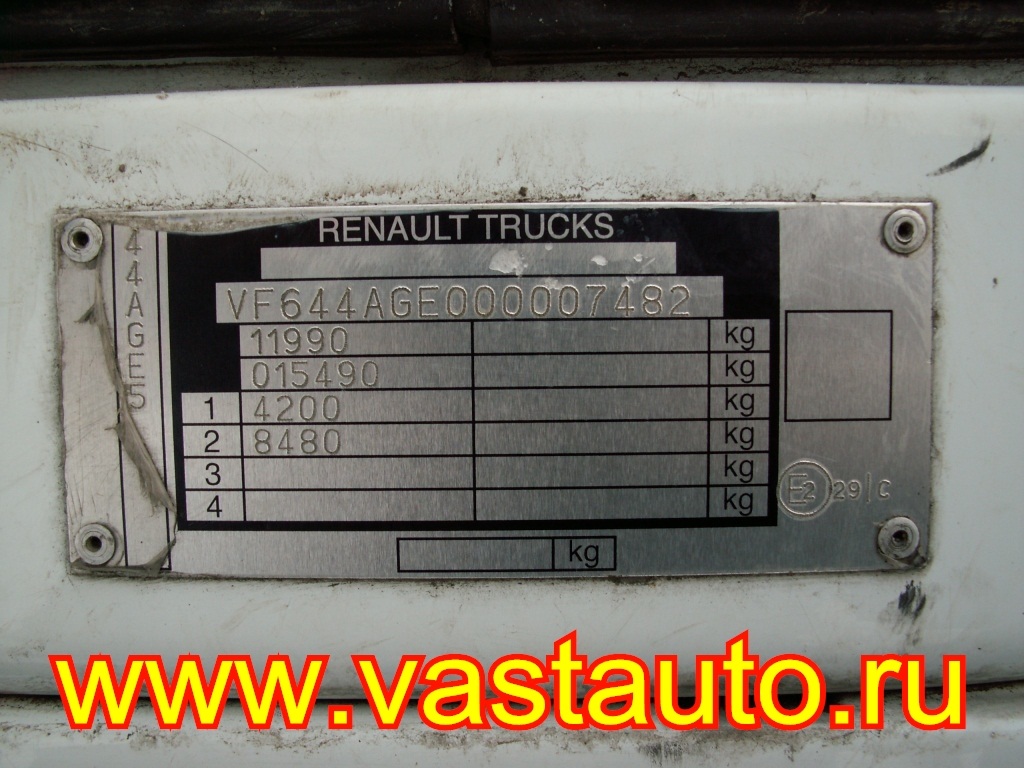 RENAULT TRUCKS
44AGE5
VF644AGE000007482
11990 kg
015490 kg
1 4200 kg
2 8480 kg
3 kg
4 kg
E2 29|C
kg
www.vastauto.ru